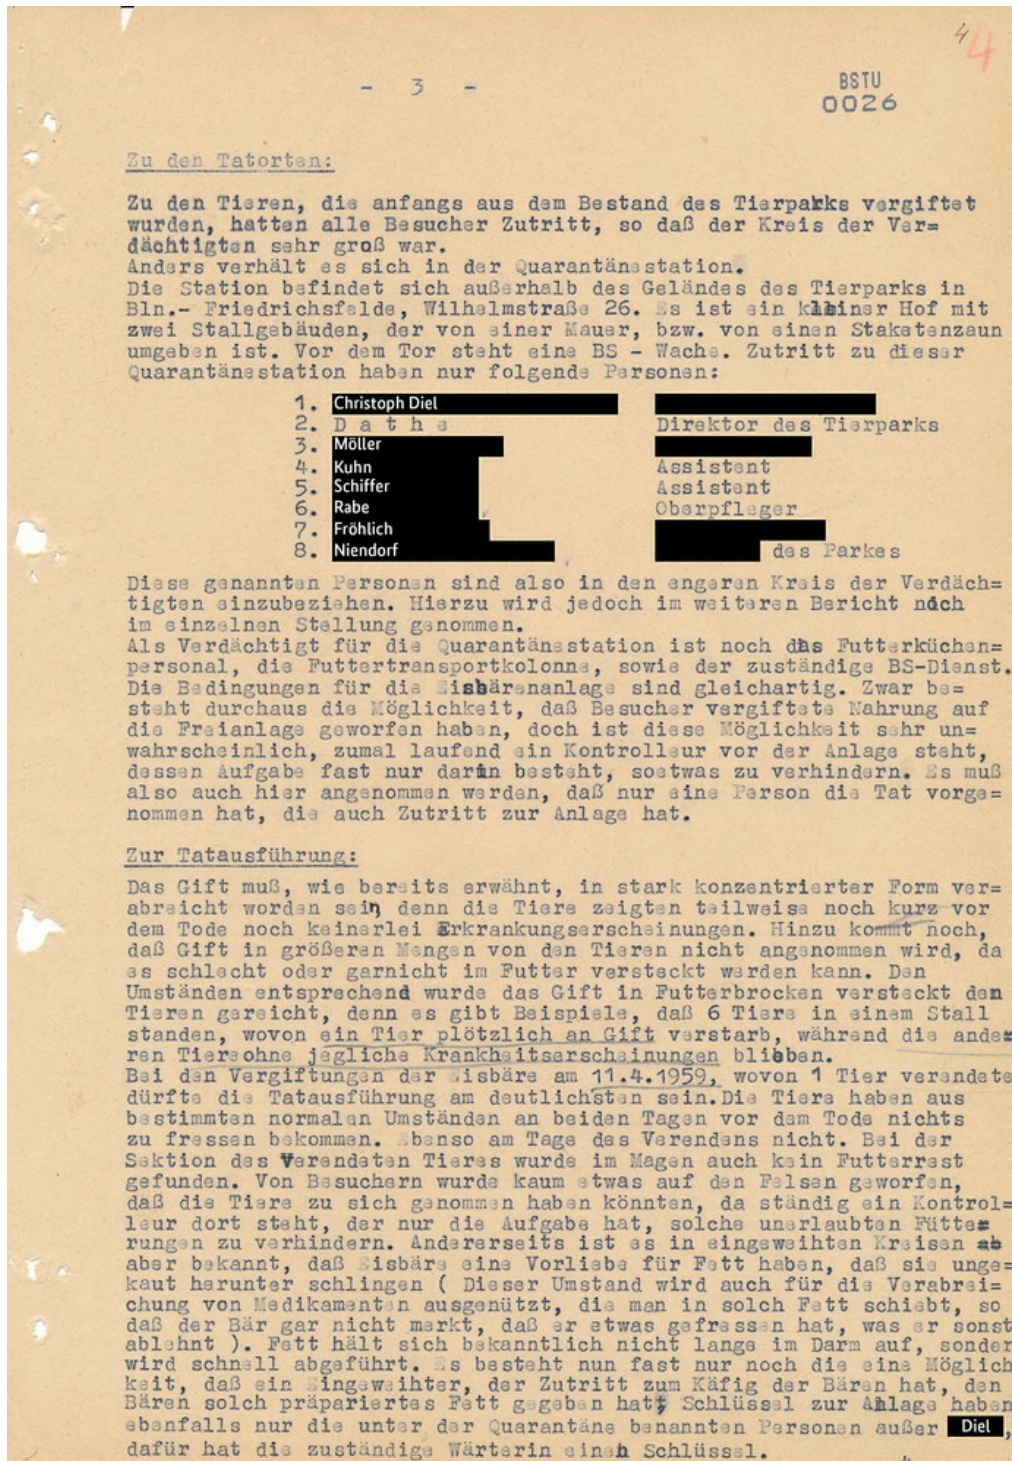 4 4
- 3 -
BSTU
0026
Zu den Tatorten:
Zu den Tieren, die anfangs aus dem Bestand des Tierparks vergiftet
wurden, hatten alle Besucher Zutritt, so daß der Kreis der Ver=
dächtigten sehr groß war.
Anders verhält es sich in der Quarantänestation.
Die Station befindet sich außerhalb des Geländes des Tierparks in
Bln.- Friedrichsfelde, Wilhelmstraße 26. Es ist ein kleiner Hof mit
zwei Stallgebäuden, der von einer Mauer, bzw. von einen Staketenzaun
umgeben ist. Vor dem Tor steht eine BS - Wache. Zutritt zu dieser
Quarantänestation haben nur folgende Personen:
1. Christoph Diel
2. D a t h e Direktor des Tierparks
3. Möller
4. Kuhn Assistent
5. Schiffer Assistent
6. Rabe Oberpfleger
7. Fröhlich
8. Niendorf des Parkes
Diese genannten Personen sind also in den engeren Kreis der Verdäch=
tigten einzubeziehen. Hierzu wird jedoch im weiteren Bericht noch
im einzelnen Stellung genommen.
Als Verdächtigt für die Quarantänestation ist noch das Futterküchen=
personal, die Futtertransportkolonne, sowie der zuständige BS-Dienst.
Die Bedingungen für die Eisbärenanlage sind gleichartig. Zwar be=
steht durchaus die Möglichkeit, daß Besucher vergiftete Nahrung auf
die Freianlage geworfen haben, doch ist diese Möglichkeit sehr un=
wahrscheinlich, zumal laufend ein Kontrolleur vor der Anlage steht,
dessen Aufgabe fast nur darin besteht, soetwas zu verhindern. Es muß
also auch hier angenommen werden, daß nur eine Person die Tat vorge=
nommen hat, die auch Zutritt zur Anlage hat.
Zur Tatausführung:
Das Gift muß, wie bereits erwähnt, in stark konzentrierter Form ver=
abreicht worden sein denn die Tiere zeigten teilweise noch kurz vor
dem Tode noch keinerlei Erkrankungserscheinungen. Hinzu kommt noch,
daß Gift in größeren Mengen von den Tieren nicht angenommen wird, da
es schlecht oder garnicht im Futter versteckt werden kann. Den
Umständen entsprechend wurde das Gift in Futterbrocken versteckt den
Tieren gereicht, denn es gibt Beispiele, daß 6 Tiere in einem Stall
standen, wovon ein Tier plötzlich an Gift verstarb, während die ande=
ren Tiere ohne jegliche Krankheitserscheinungen blieben.
Bei den Vergiftungen der Eisbäre am 11.4.1959, wovon 1 Tier verendete
dürfte die Tatausführung am deutlichsten sein. Die Tiere haben aus
bestimmten normalen Umständen an beiden Tagen vor dem Tode nichts
zu fressen bekommen. Ebenso am Tage des Verendens nicht. Bei der
Sektion des Verendeten Tieres wurde im Magen auch kein Futterrest
gefunden. Von Besuchern wurde kaum etwas auf den Felsen geworfen,
daß die Tiere zu sich genommen haben könnten, da ständig ein Kontrol=
leur dort steht, der nur die Aufgabe hat, solche unerlaubten Fütte=
rungen zu verhindern. Andererseits ist es in eingeweihten Kreisen ab
aber bekannt, daß Eisbäre eine Vorliebe für Fett haben, daß sie unge=
kaut herunter schlingen ( Dieser Umstand wird auch für die Verabrei=
chung von Medikamenten ausgenützt, die man in solch Fett schiebt, so
daß der Bär gar nicht merkt, daß er etwas gefressen hat, was er sonst
ablehnt ). Fett hält sich bekanntlich nicht lange im Darm auf, sonder
wird schnell abgeführt. Es besteht nun fast nur noch die eine Möglich
keit, daß ein Eingeweihter, der Zutritt zum Käfig der Bären hat, den
Bären solch präpariertes Fett gegeben hat; Schlüssel zur Anlage haben
ebenfalls nur die unter der Quarantäne benannten Personen außer Diel,
dafür hat die zuständige Wärterin einen Schlüssel.